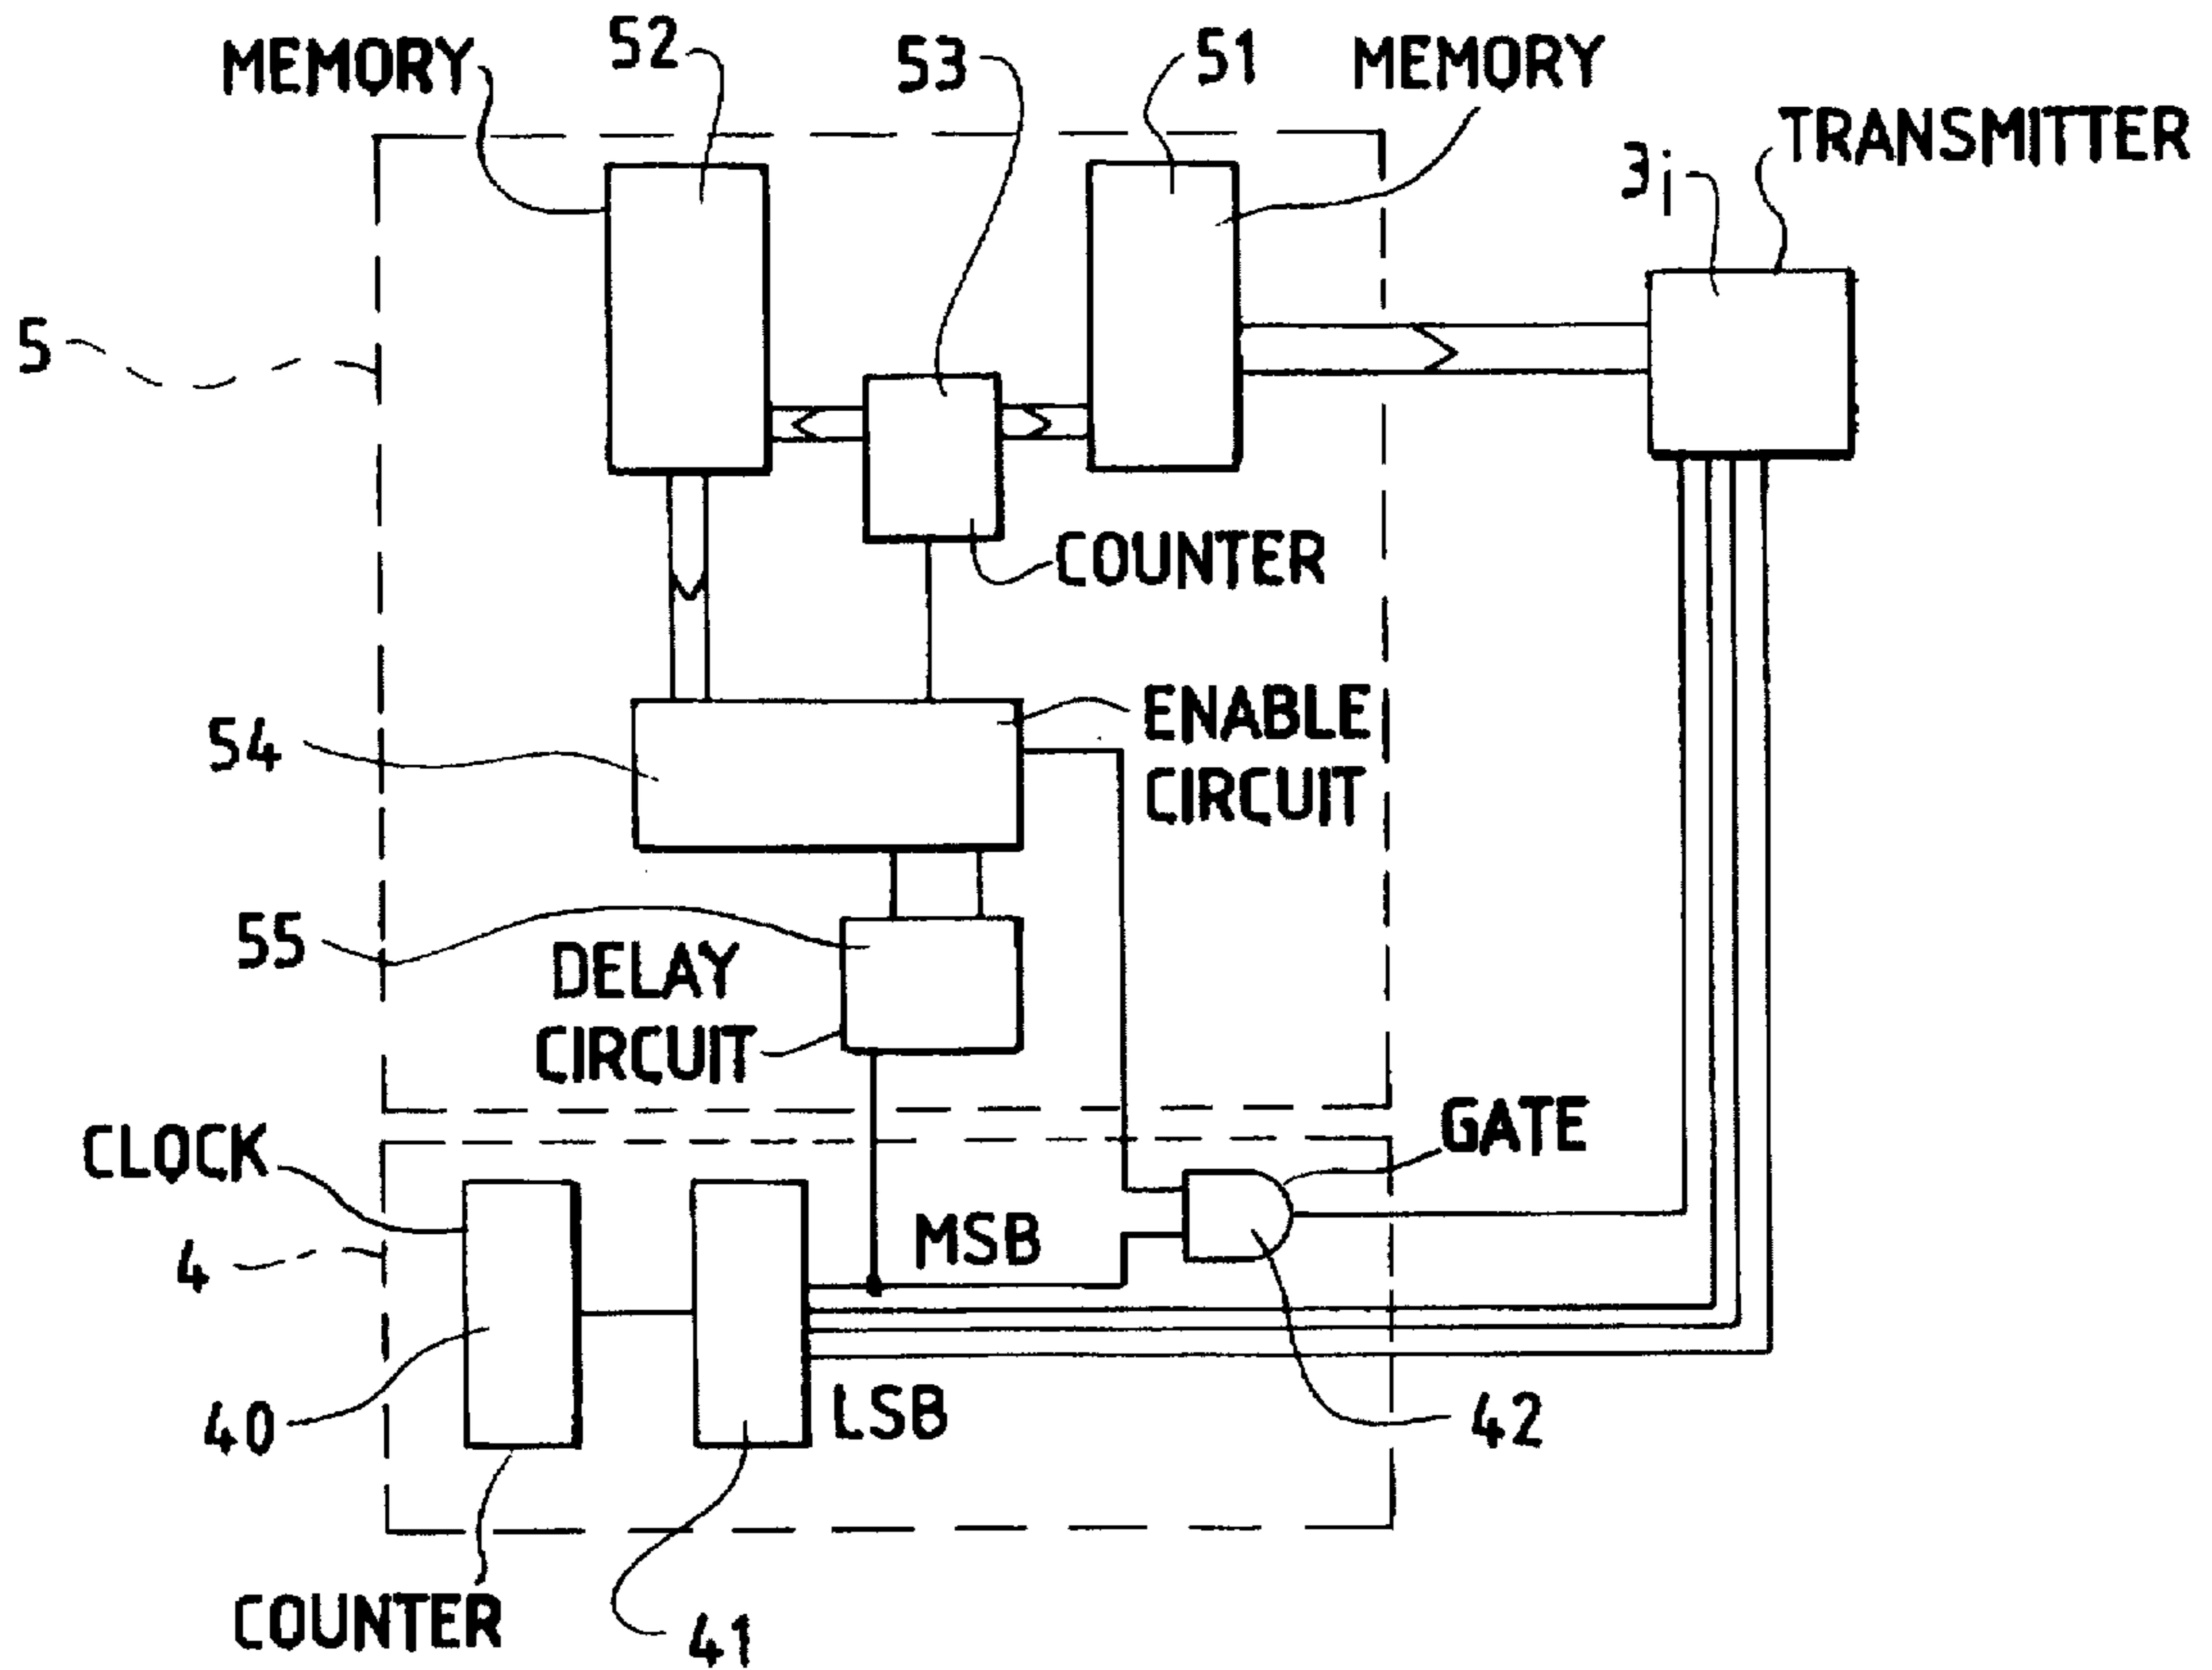 MEMORY
52
53
51
MEMORY
TRANSMITTER
3i
5
COUNTER
ENABLE
CIRCUIT
54
55
DELAY
CIRCUIT
CLOCK
GATE
4
MSB
40
LSB
42
COUNTER
41